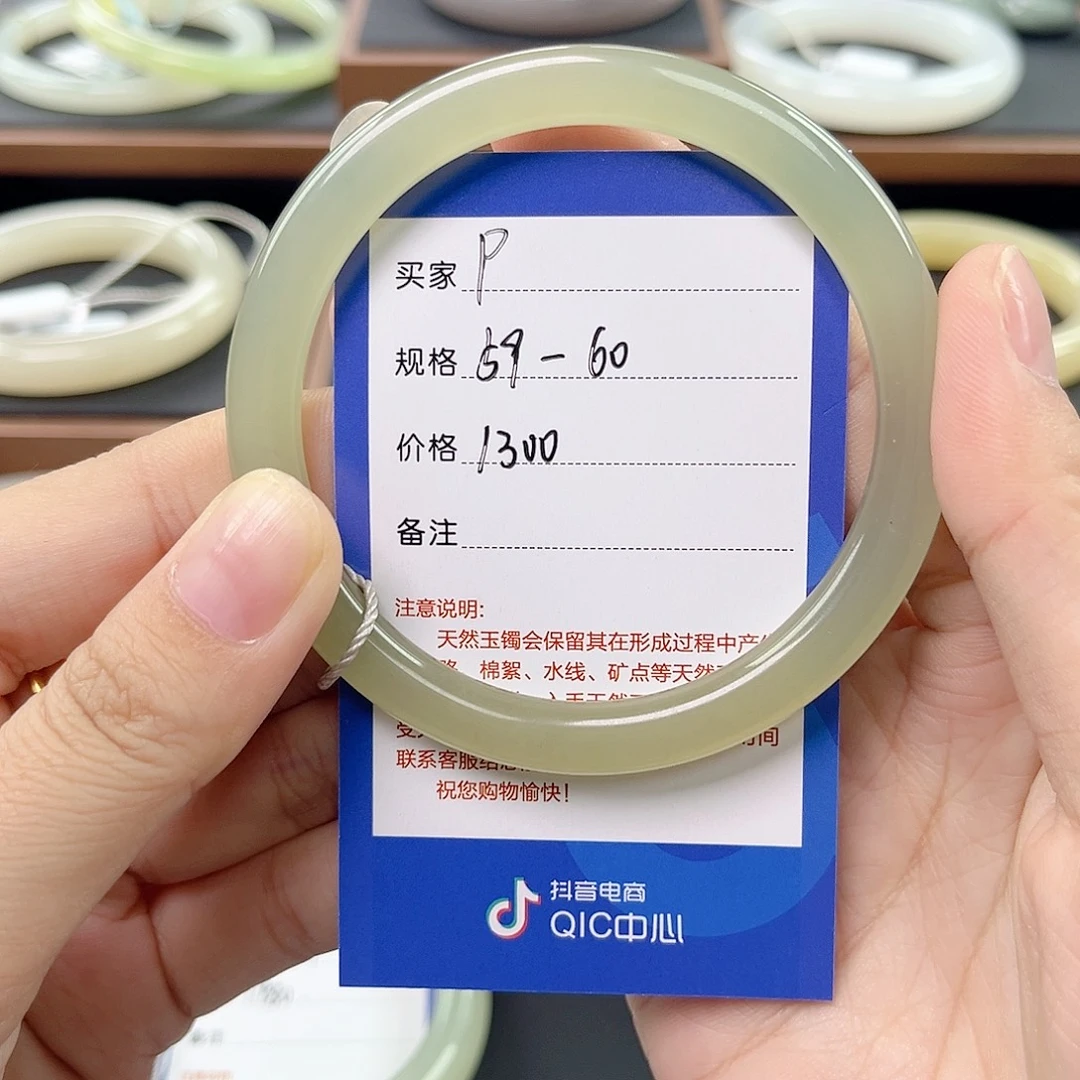 买家 P
规格 59-60
价格 1300
备注
注意说明:
天然玉镯会保留其在形成过程中产
棉絮、水线、矿点等天然
联系客服
祝您购物愉快!
抖音电商
QIC中心